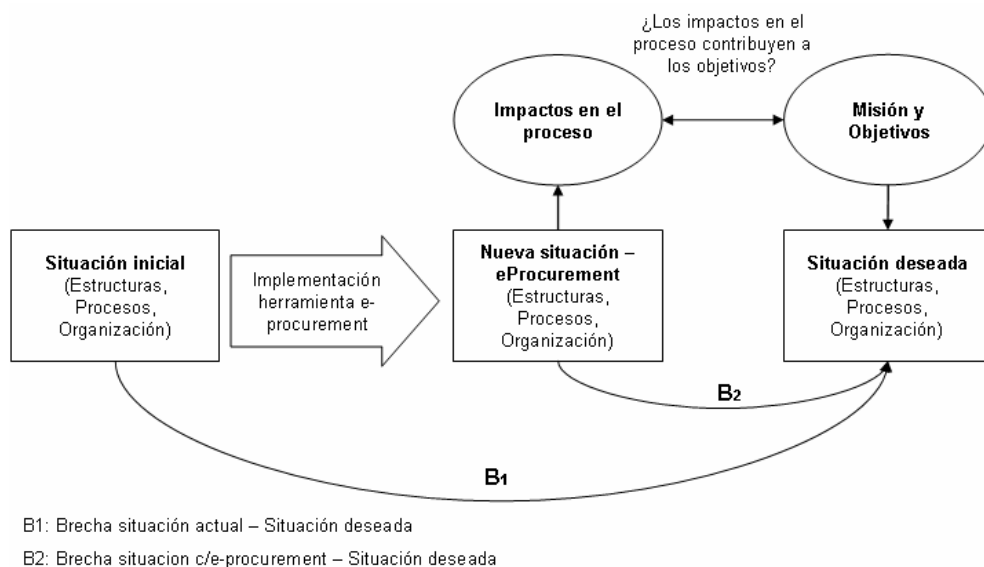 ¿Los impactos en el
proceso contribuyen a
los objetivos?
Impactos en el
proceso
Misión y
Objetivos
Situación inicial
(Estructuras,
Procesos,
Organización)
Implementación
herramienta e-
procurement
Nueva situación –
eProcurement
(Estructuras,
Procesos,
Organización)
Situación deseada
(Estructuras,
Procesos,
Organización)
B2
B1
B1: Brecha situación actual – Situación deseada
B2: Brecha situacion c/e-procurement – Situación deseada